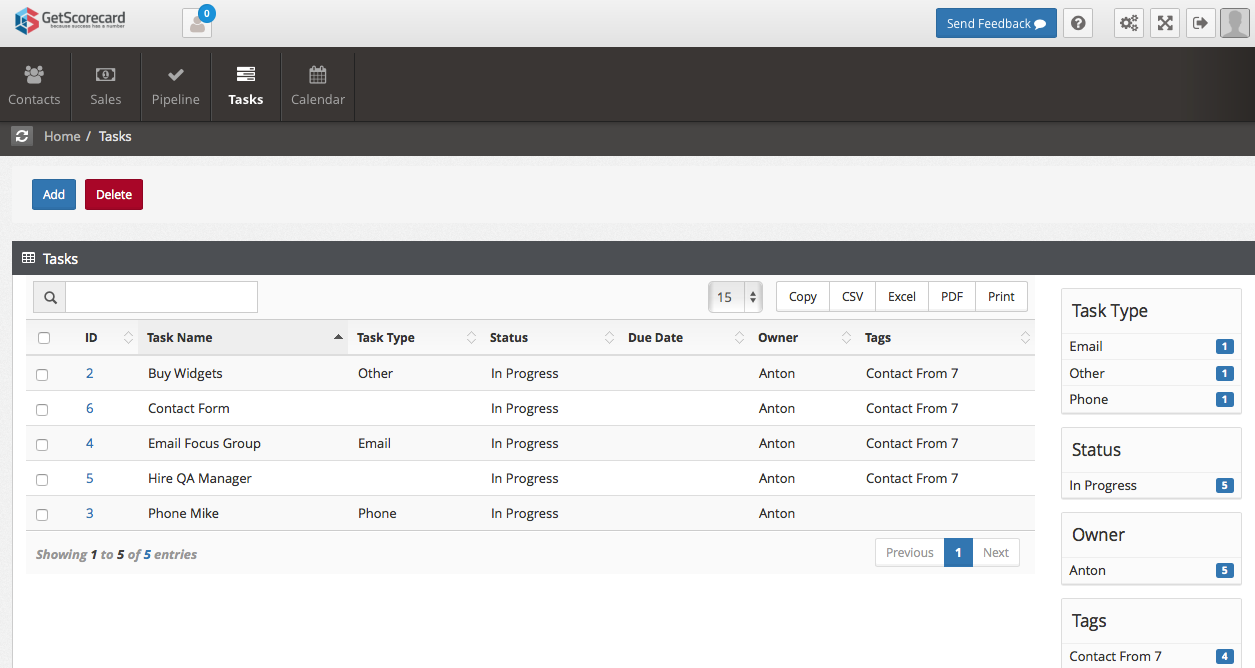 GetScorecard
because success has a number
0
Send Feedback
Contacts
Sales
Pipeline
Tasks
Calendar
Home / Tasks
Add
Delete
Tasks
15
Copy
CSV
Excel
PDF
Print
ID Task Name Task Type Status Due Date Owner Tags
2 Buy Widgets Other In Progress Anton Contact From 7
6 Contact Form In Progress Anton Contact From 7
4 Email Focus Group Email In Progress Anton Contact From 7
5 Hire QA Manager In Progress Anton Contact From 7
3 Phone Mike Phone In Progress Anton
Showing 1 to 5 of 5 entries
Previous 1 Next
Task Type
Email 1
Other 1
Phone 1
Status
In Progress 5
Owner
Anton 5
Tags
Contact From 7 4